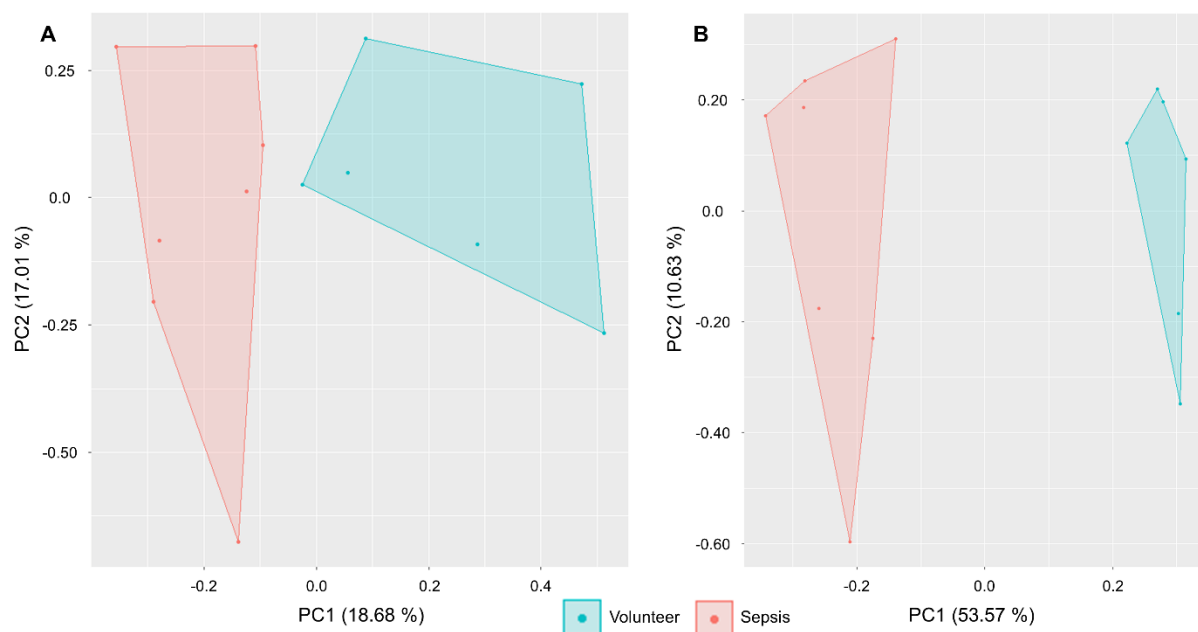 A
B
0.25
0.0
-0.25
-0.50
PC2 (17.01 %)
-0.2
0.0
0.2
0.4
PC1 (18.68 %)
0.20
0.0
-0.20
-0.40
-0.60
PC2 (10.63 %)
-0.2
0.0
0.2
PC1 (53.57 %)
Volunteer
Sepsis